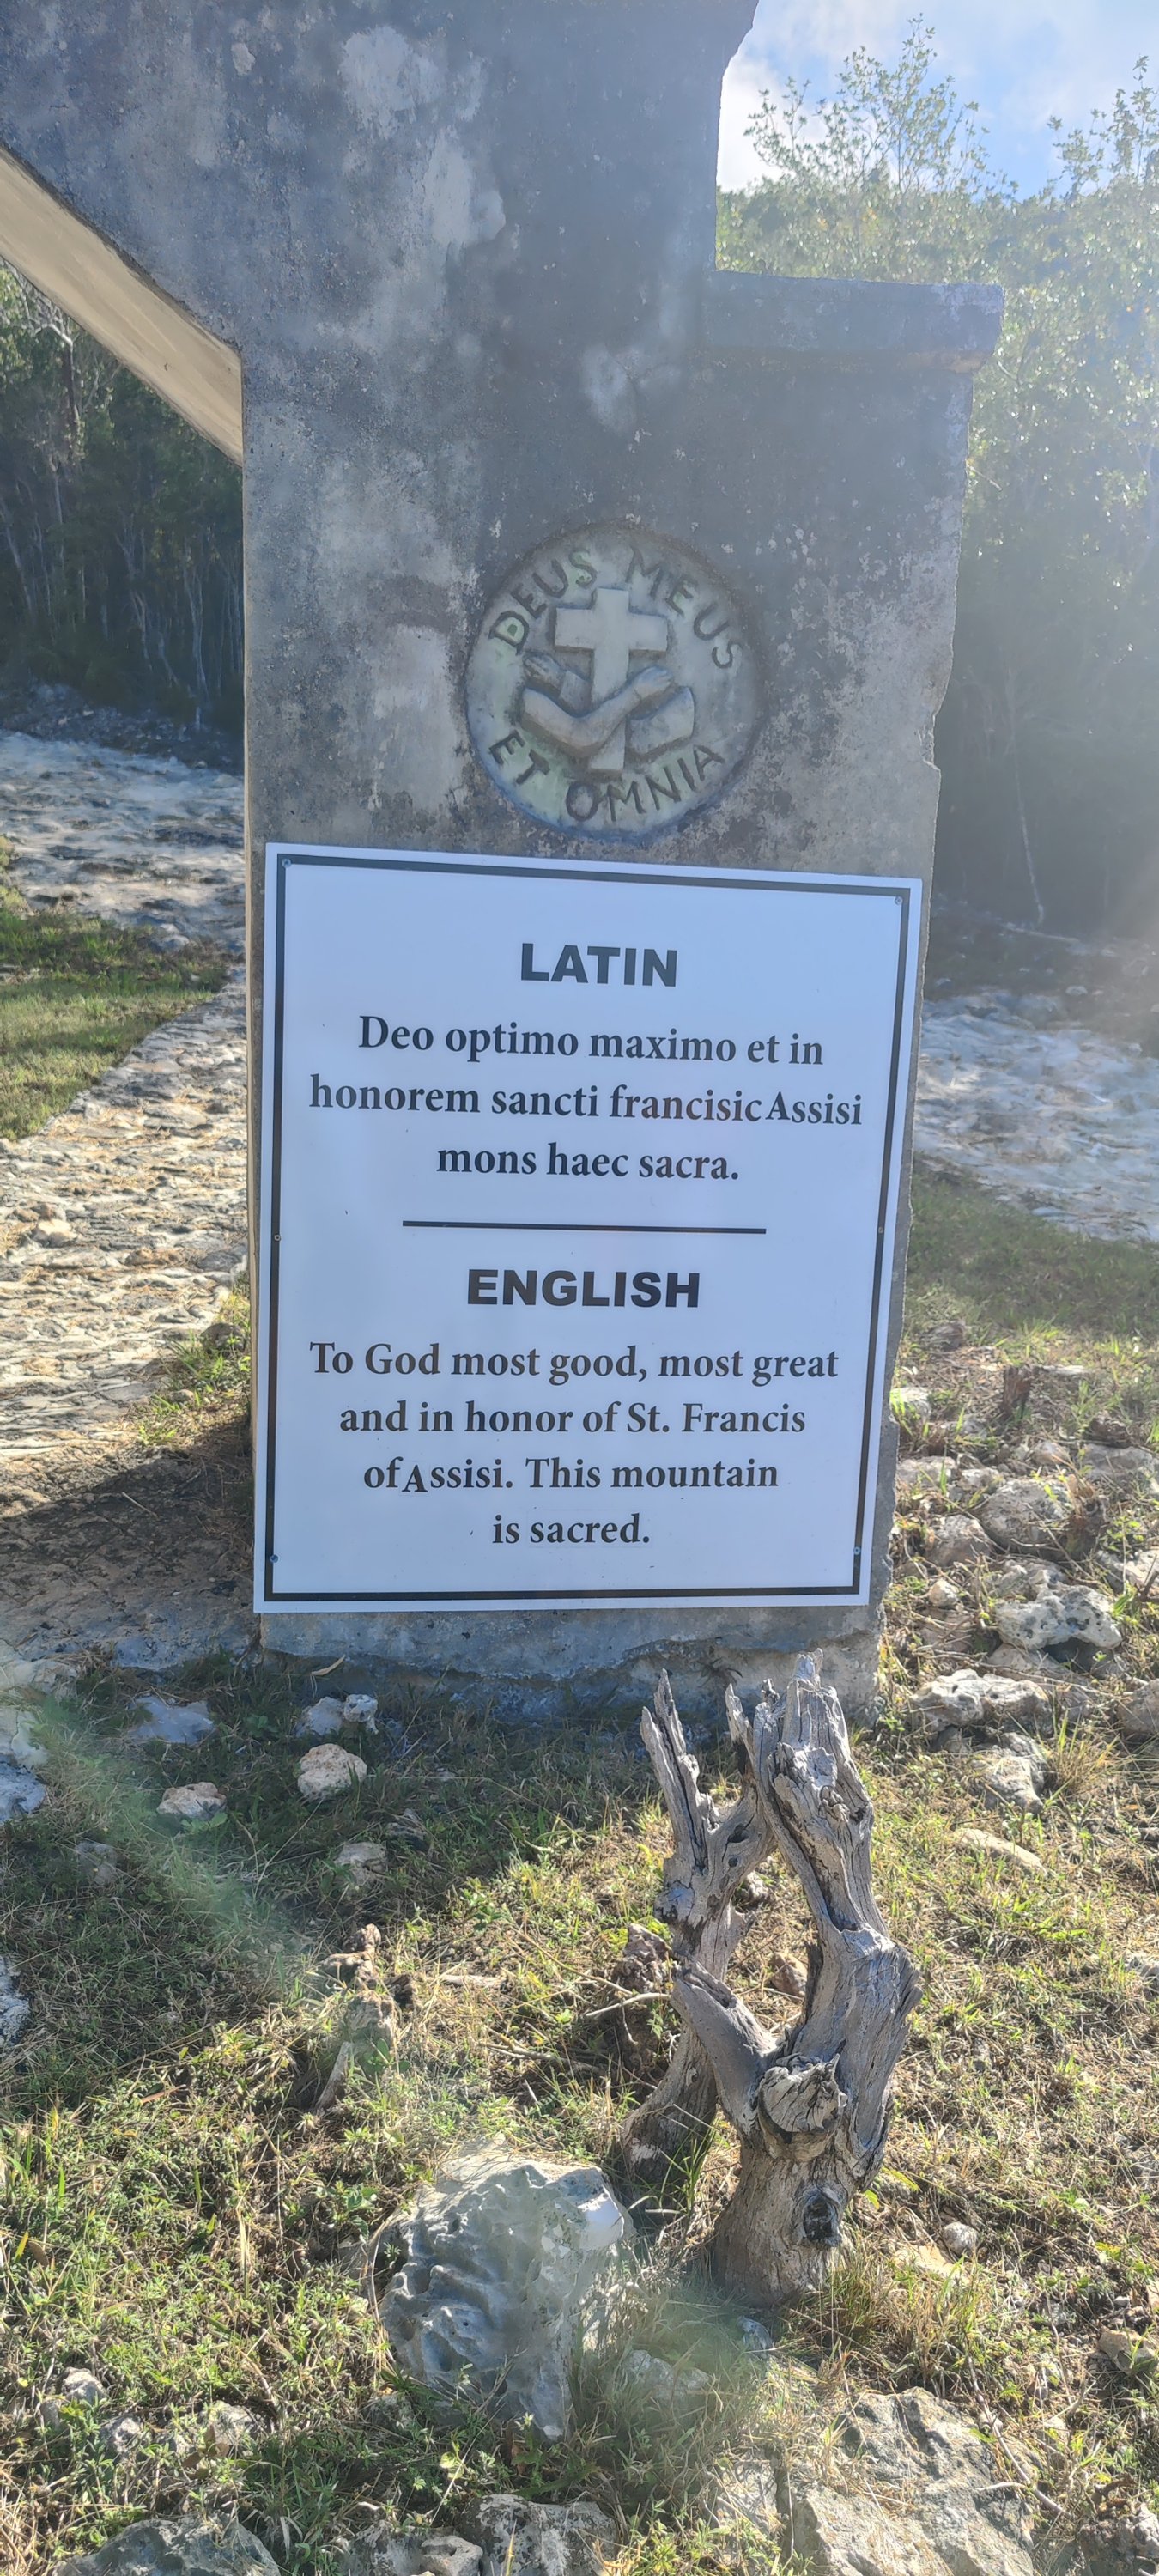 DEUS MEUS
ET OMNIA
LATIN
Deo optimo maximo et in
honorem sancti francisic Assisi
mons haec sacra.
ENGLISH
To God most good, most great
and in honor of St. Francis
of Assisi. This mountain
is sacred.